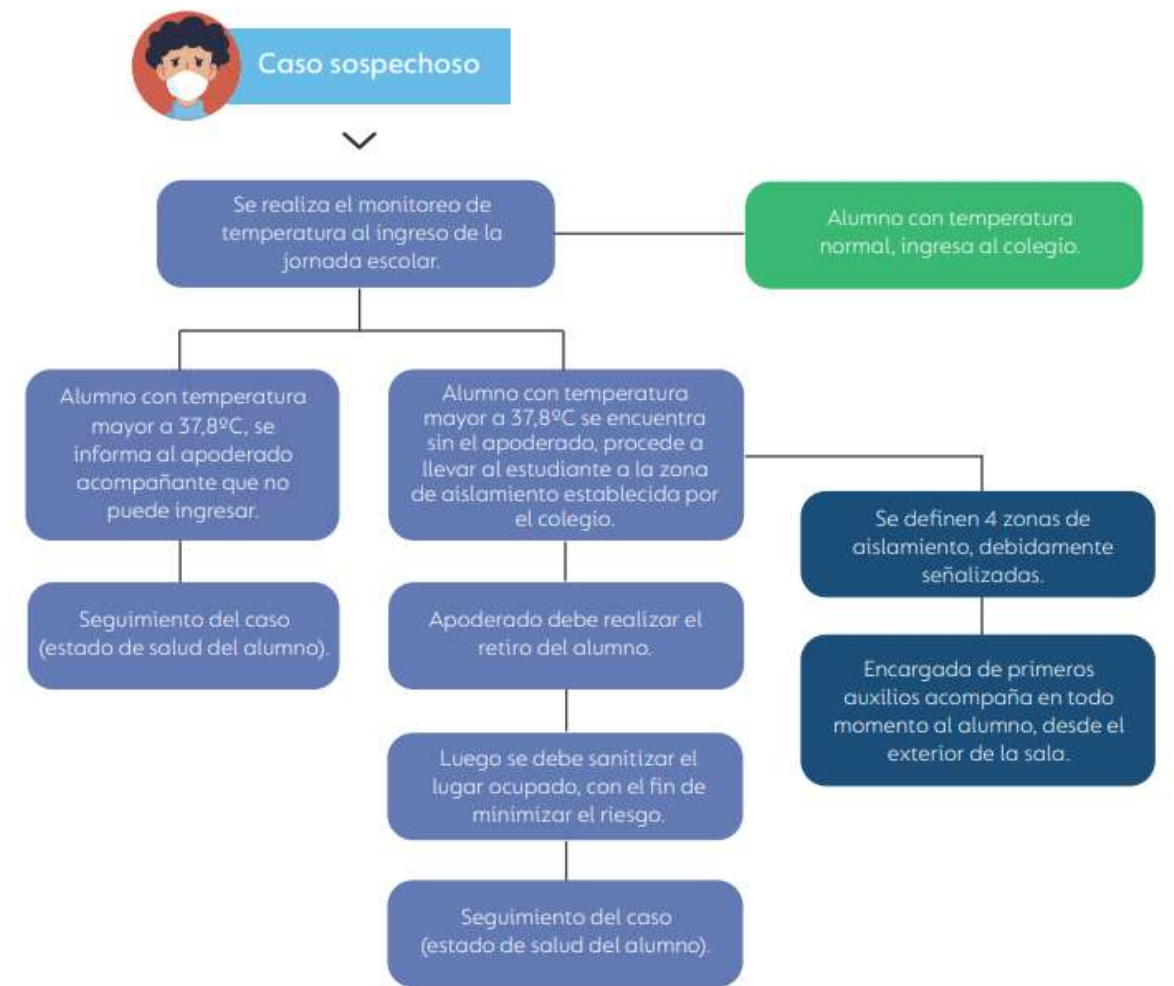 Caso sospechoso
Se realiza el monitoreo de
temperatura al ingreso de la
jornada escolar.
Alumno con temperatura
normal, ingresa al colegio.
Alumno con temperatura
mayor a 37,8ºC, se
informa al apoderado
acompañante que no
puede ingresar.
Seguimiento del caso
(estado de salud del alumno).
Alumno con temperatura
mayor a 37,8ºC se encuentra
sin el apoderado, procede a
llevar al estudiante a la zona
de aislamiento establecida por
el colegio.
Apoderado debe realizar el
retiro del alumno.
Luego se debe sanitizar el
lugar ocupado, con el fin de
minimizar el riesgo.
Seguimiento del caso
(estado de salud del alumno).
Se definen 4 zonas de
aislamiento, debidamente
señalizadas.
Encargada de primeros
auxilios acompaña en todo
momento al alumno, desde el
exterior de la sala.